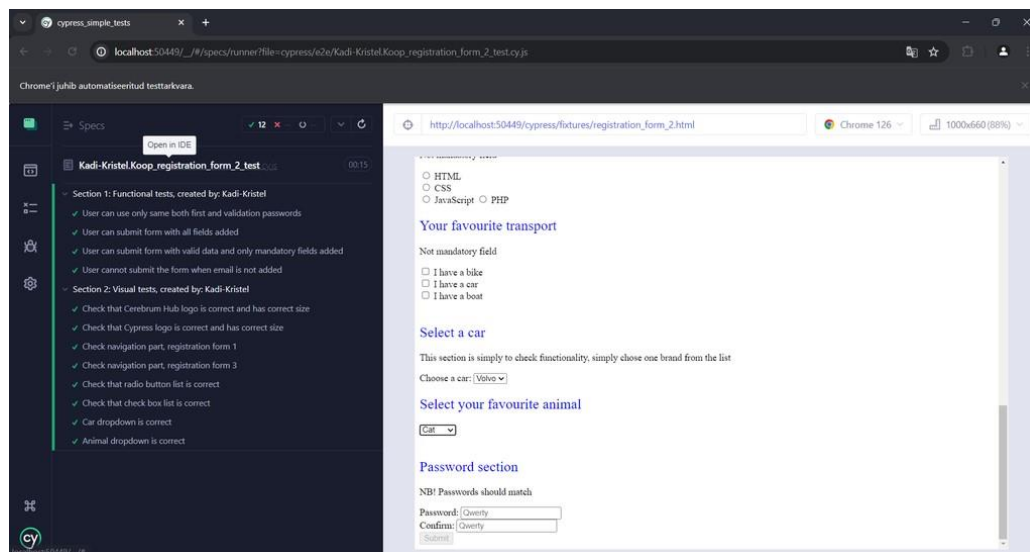 cypress_simple_tests
localhost:50449/__/#/specs/runner?file=cypress/e2e/Kadi-Kristel.Koop_registration_form_2_test.cy.js
Chrome'i juhib automatiseeritud testtarkvara.
Specs
12
Open in IDE
Kadi-Kristel.Koop_registration_form_2_test.cy.js
00:15
Section 1: Functional tests, created by: Kadi-Kristel
User can use only same both first and validation passwords
User can submit form with all fields added
User can submit form with valid data and only mandatory fields added
User cannot submit the form when email is not added
Section 2: Visual tests, created by: Kadi-Kristel
Check that Cerebrum Hub logo is correct and has correct size
Check that Cypress logo is correct and has correct size
Check navigation part, registration form 1
Check navigation part, registration form 3
Check that radio button list is correct
Check that check box list is correct
Car dropdown is correct
Animal dropdown is correct
cy
http://localhost:50449/cypress/fixtures/registration_form_2.html
Chrome 126
1000x660 (88%)
Not mandatory field
HTML
CSS
JavaScript PHP
Your favourite transport
Not mandatory field
I have a bike
I have a car
I have a boat
Select a car
This section is simply to check functionality, simply chose one brand from the list
Choose a car: Volvo
Select your favourite animal
Cat
Password section
NB! Passwords should match
Password: Qwerty
Confirm: Qwerty
Submit